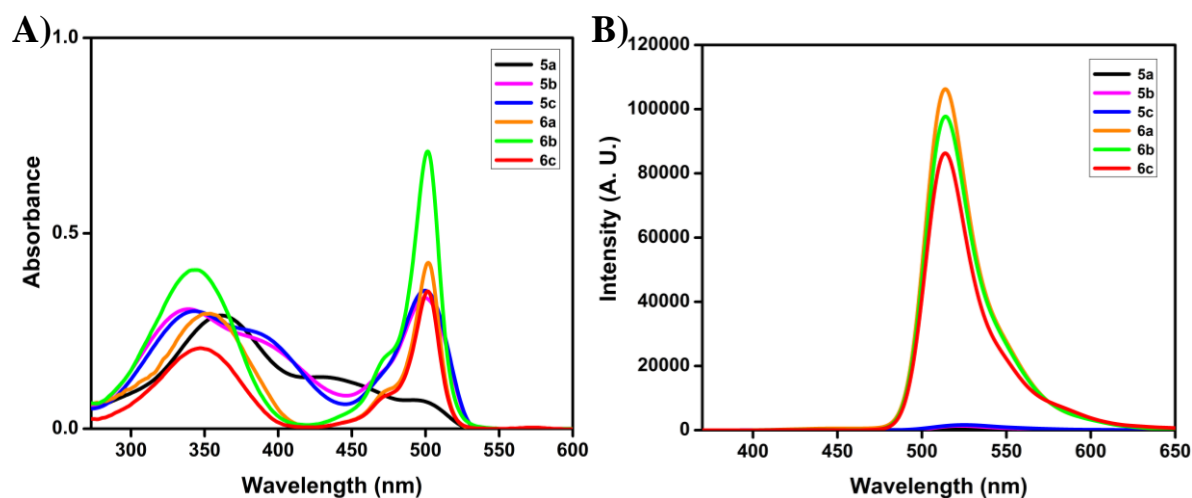 A)
1.0
0.5
0.0
Absorbance
300 350 400 450 500 550 600
Wavelength (nm)
5a
5b
5c
6a
6b
6c
B)
120000
100000
80000
60000
40000
20000
0
Intensity (A. U.)
400 450 500 550 600 650
Wavelength (nm)
5a
5b
5c
6a
6b
6c